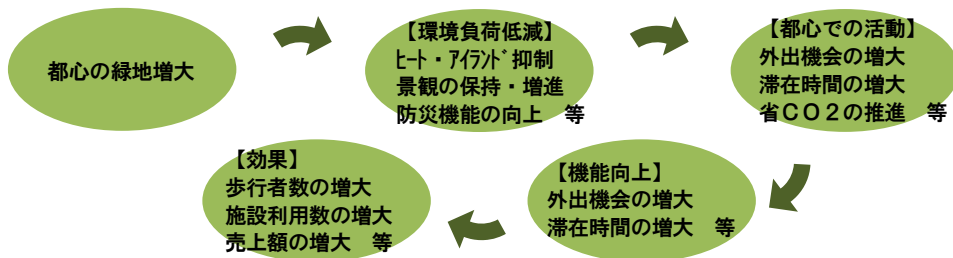 都心の緑地増大
【環境負荷低減】
ﾋｰﾄ・ｱｲﾗﾝﾄﾞ抑制
景観の保持・増進
防災機能の向上　等
【都心での活動】
外出機会の増大
滞在時間の増大
省ＣＯ２の推進　等
【機能向上】
外出機会の増大
滞在時間の増大　等
【効果】
歩行者数の増大
施設利用数の増大
売上額の増大　等